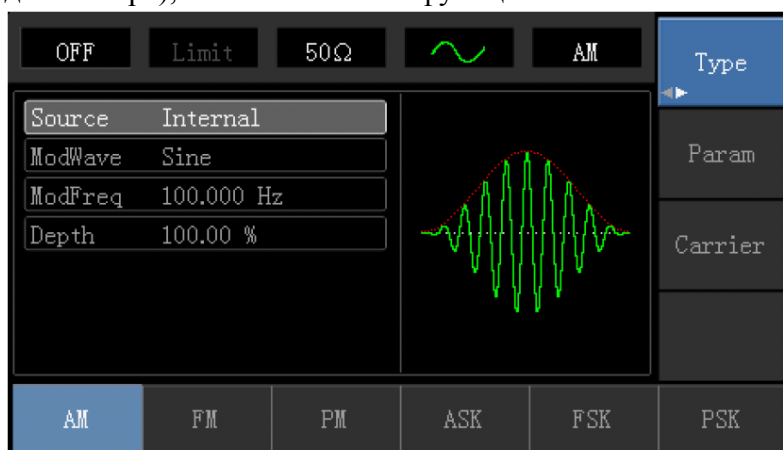 OFF Limit 50Ω AM Type
Source Internal
ModWave Sine
ModFreq 100.000 Hz
Depth 100.00 %
Param
Carrier
AM FM PM ASK FSK PSK